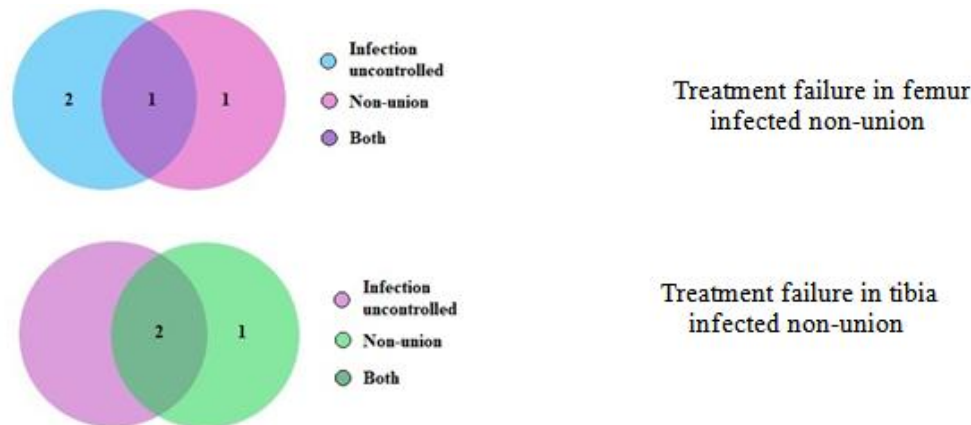 2
1
1
Infection
uncontrolled
Non-union
Both
Treatment failure in femur
infected non-union
2
1
Infection
uncontrolled
Non-union
Both
Treatment failure in tibia
infected non-union